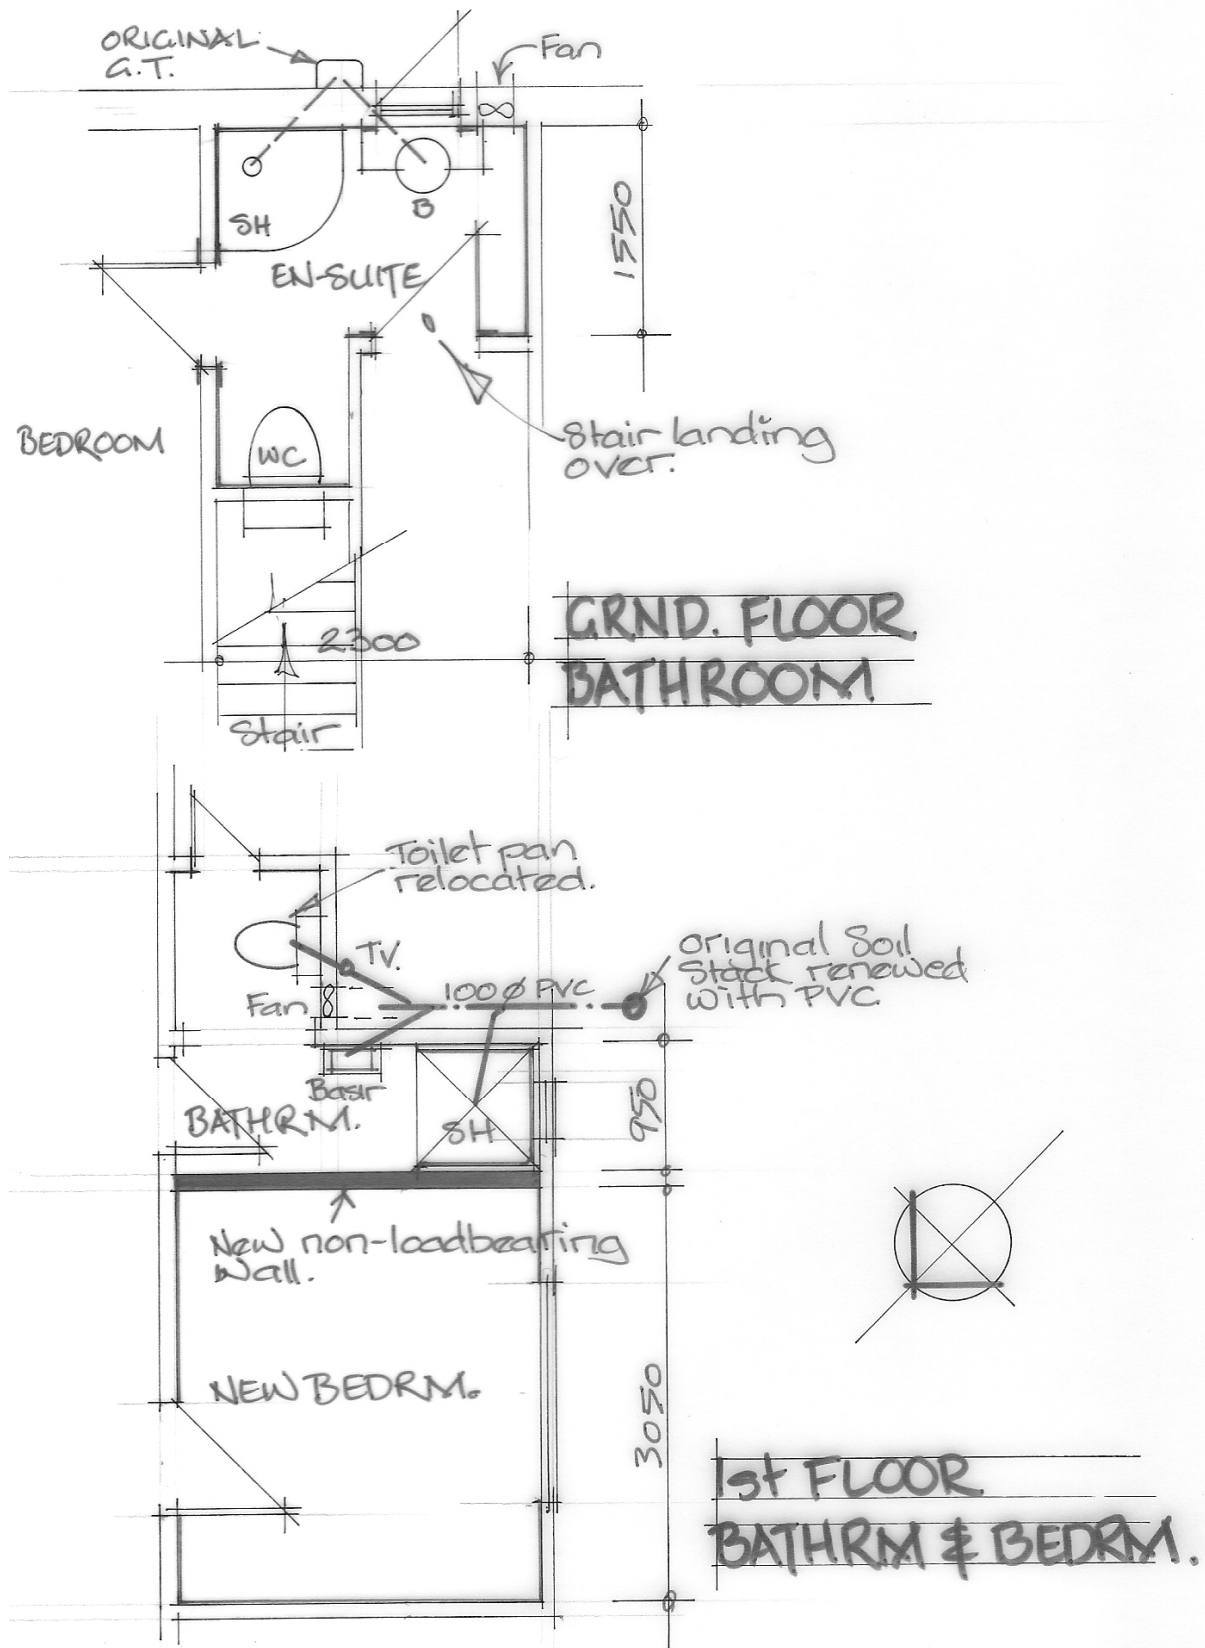 ORIGINAL
G.T.
Fan
SH
B
EN-SUITE
1550
BEDROOM
WC
Stair landing
over.
2300
Stair
GRND. FLOOR
BATHROOM
Toilet pan
relocated.
TV.
Fan
100Ø PVC
Original Soil
Stack renewed
with PVC
Basin
BATHRM.
SH
950
New non-loadbearing
Wall.
NEW BEDRM.
3050
1st FLOOR
BATHRM & BEDRM.